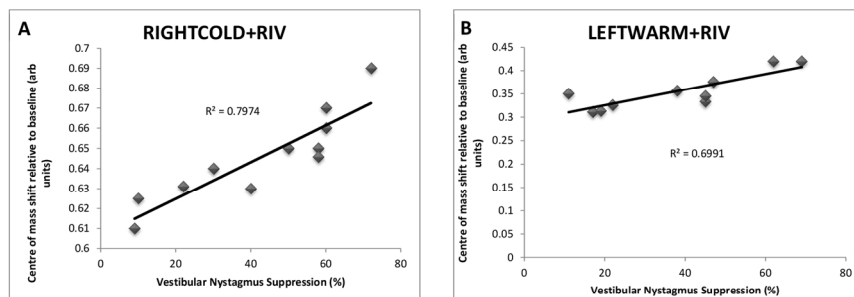 A
RIGHTCOLD+RIV
Centre of mass shift relative to baseline (arb
units)
0.7
0.69
0.68
0.67
0.66
0.65
0.64
0.63
0.62
0.61
0.6
R² = 0.7974
0 20 40 60 80
Vestibular Nystagmus Suppression (%)
B
LEFTWARM+RIV
Centre of mass shift relative to baseline (arb
units)
0.45
0.4
0.35
0.3
0.25
0.2
0.15
0.1
0.05
0
R² = 0.6991
0 20 40 60 80
Vestibular Nystagmus Suppression (%)